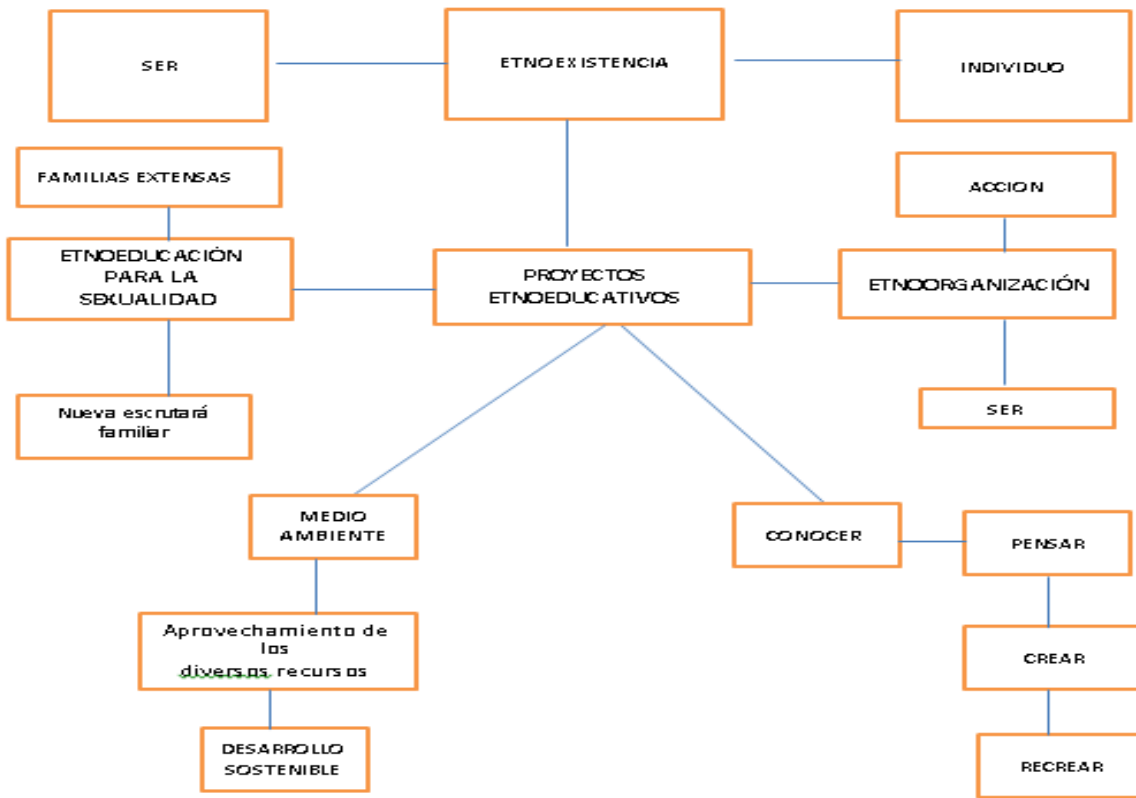 SER
ETNOEXISTENCIA
INDIVIDUO
FAMILIAS EXTENSAS
ACCION
ETNOEDUCACIÓN
PARA LA
SEXUALIDAD
PROYECTOS
ETNOEDUCATIVOS
ETNOORGANIZACIÓN
Nueva escrutará
familiar
SER
MEDIO
AMBIENTE
CONOCER
PENSAR
Aprovechamiento de
los
diversos recursos
CREAR
DESARROLLO
SOSTENIBLE
RECREAR